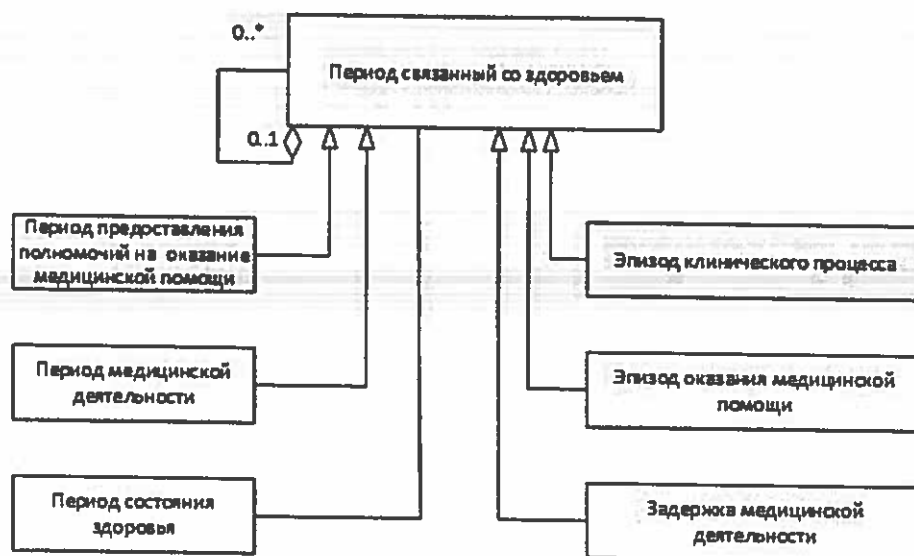 0..*
Период связанный со здоровьем
0..1
Период предоставления
полномочий на оказание
медицинской помощи
Эпизод клинического процесса
Период медицинской
деятельности
Эпизод оказания медицинской
помощи
Период состояния
здоровья
Задержка медицинской
деятельности